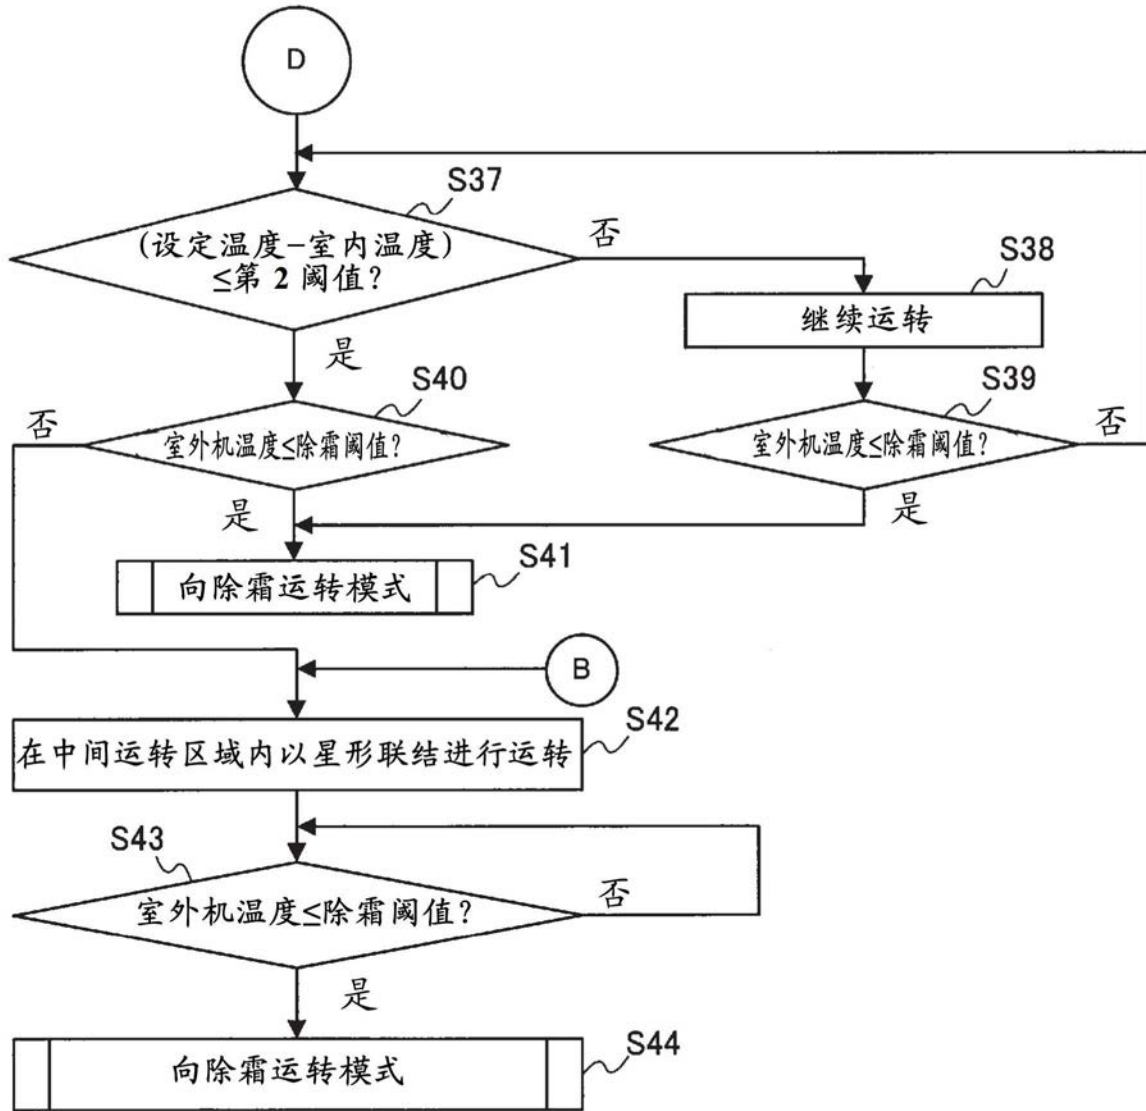 D
S37
(设定温度−室内温度)
≤第 2 阈值?
否
S38
继续运转
是
S40
S39
否
室外机温度≤除霜阈值?
室外机温度≤除霜阈值?
否
是
是
S41
向除霜运转模式
B
S42
在中间运转区域内以星形联结进行运转
S43
室外机温度≤除霜阈值?
否
是
S44
向除霜运转模式